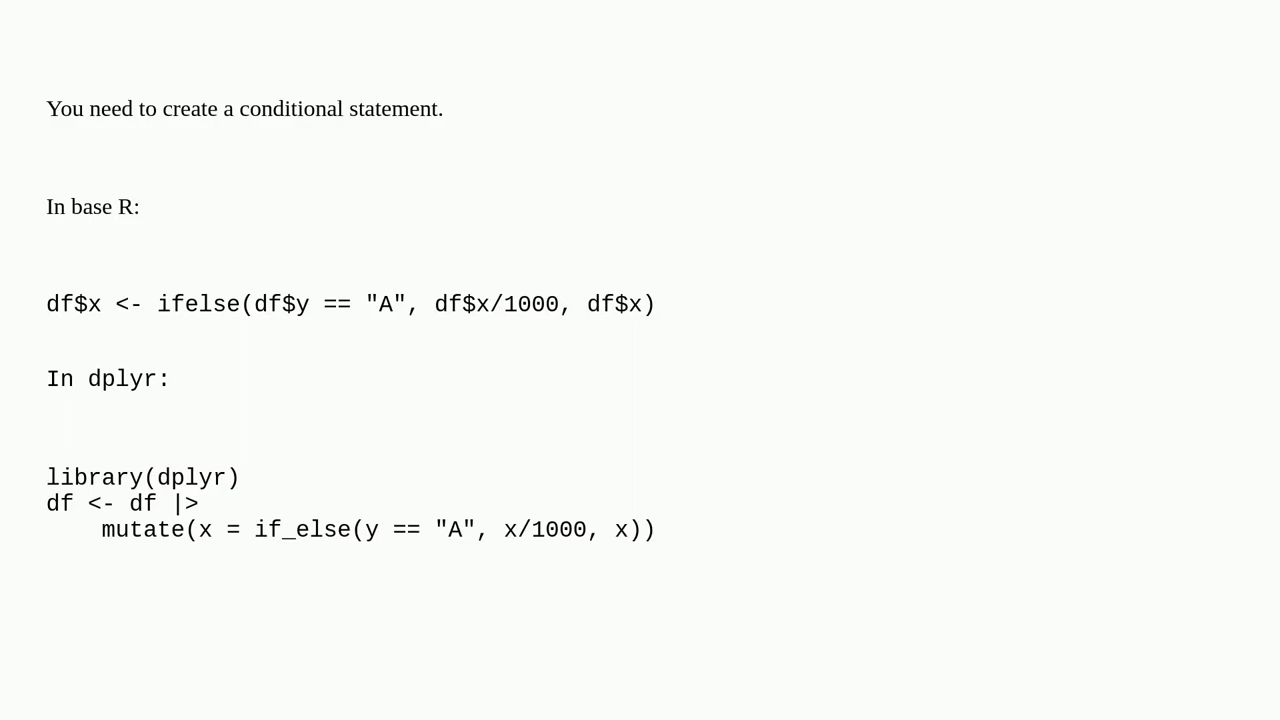 You need to create a conditional statement.
In base R:
df$x <- ifelse(df$y == "A", df$x/1000, df$x)
In dplyr:
library(dplyr)
df <- df |>
    mutate(x = if_else(y == "A", x/1000, x))